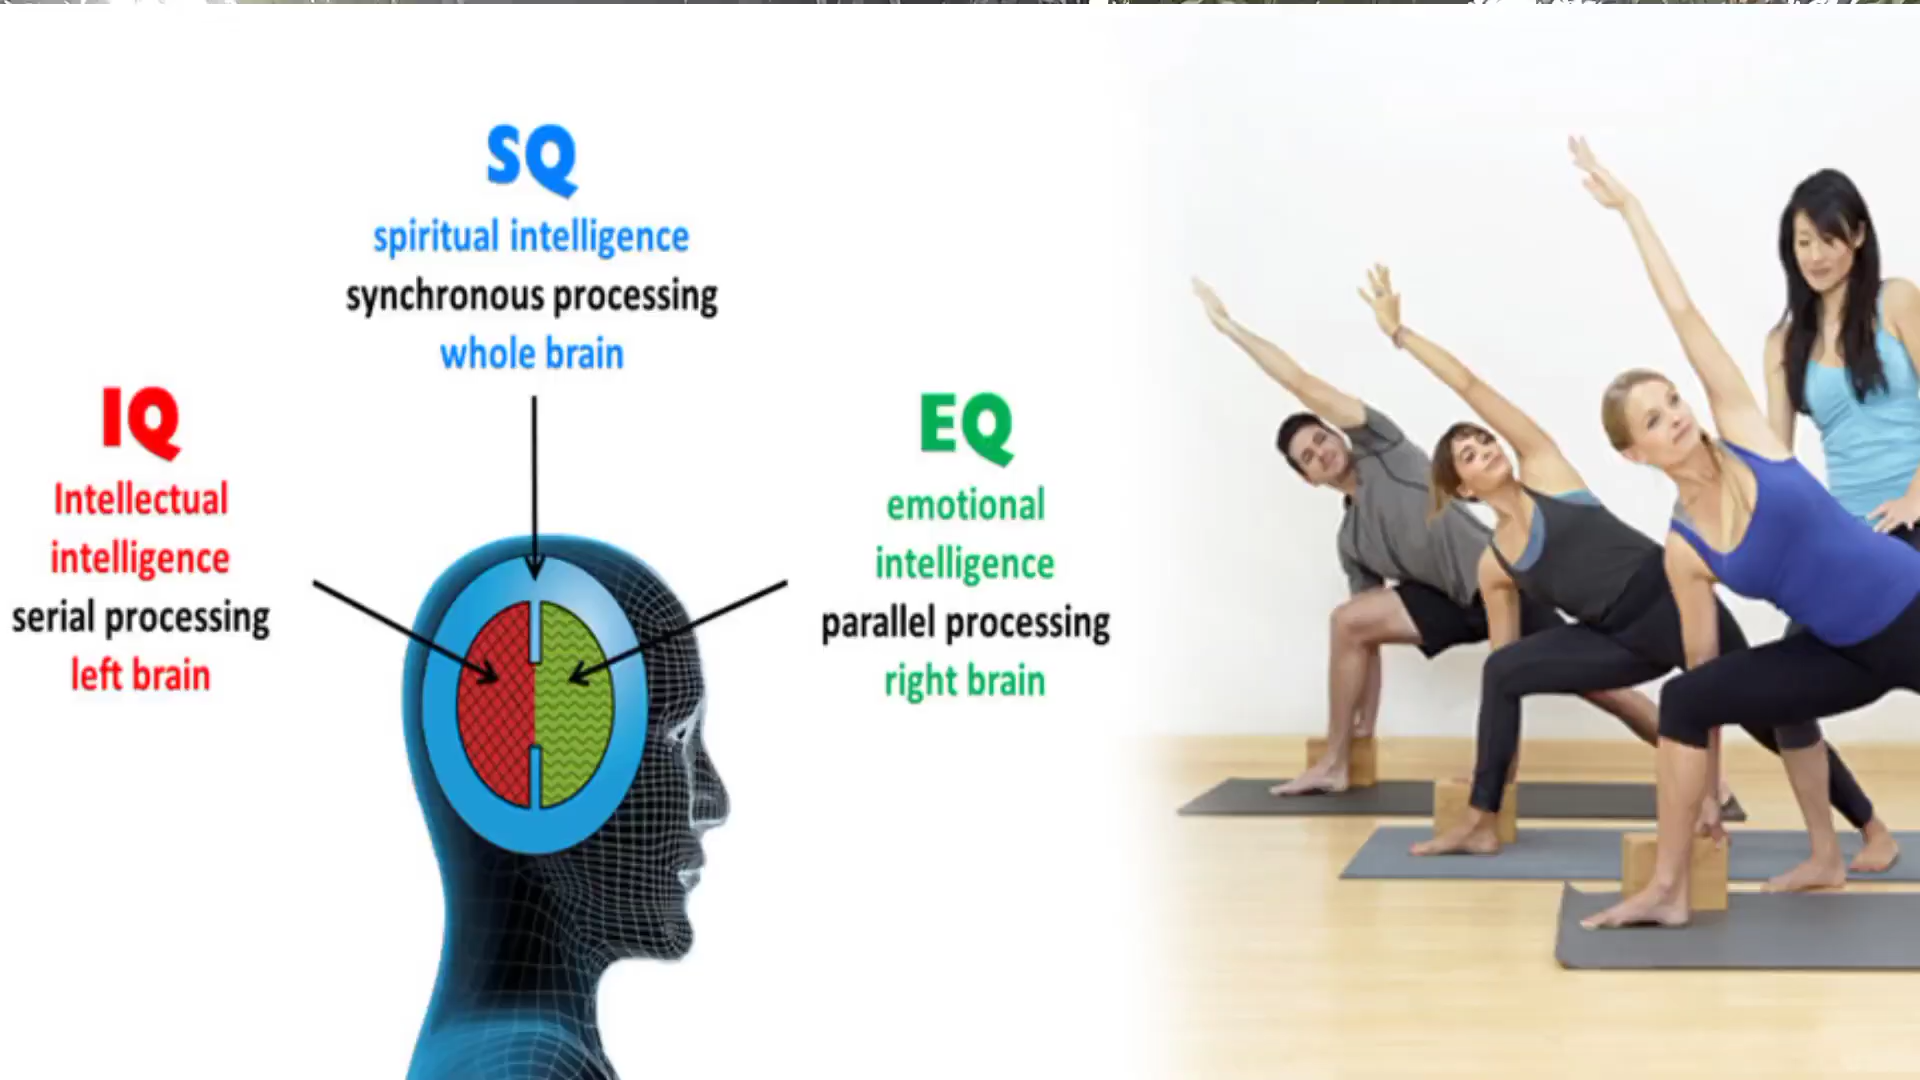 SQ
spiritual intelligence
synchronous processing
whole brain
IQ
Intellectual
intelligence
serial processing
left brain
EQ
emotional
intelligence
parallel processing
right brain